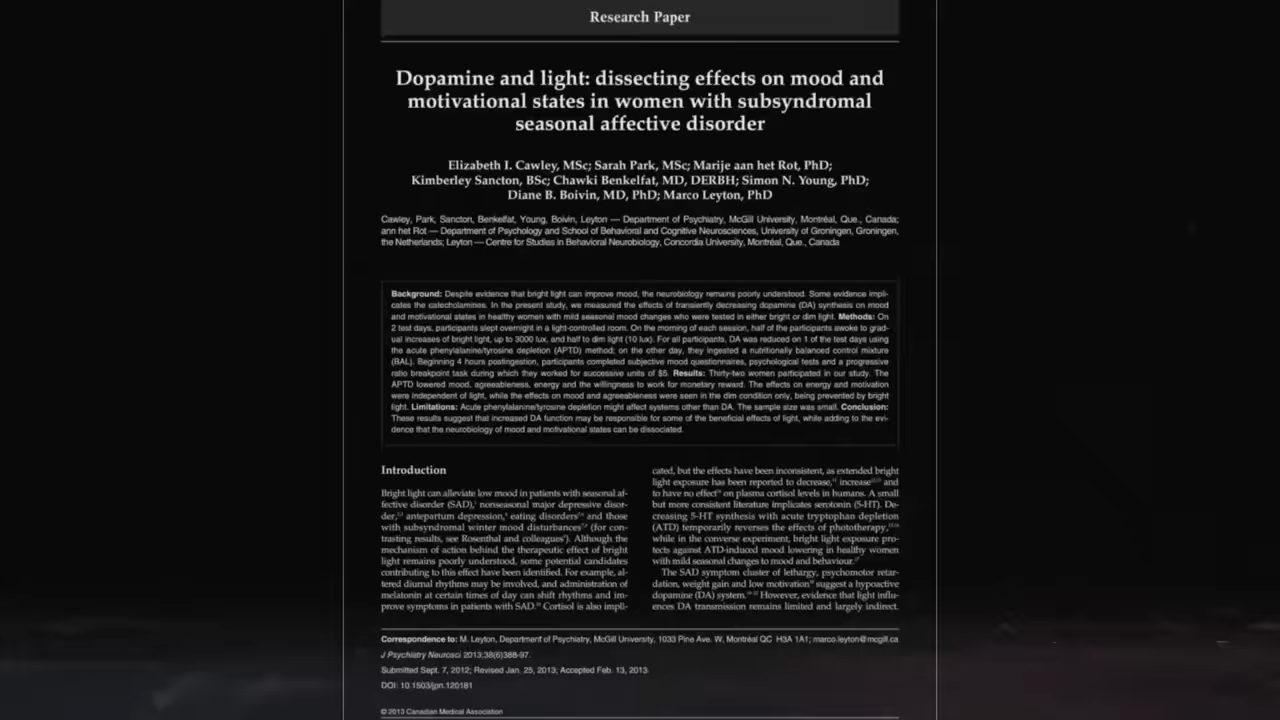 Research Paper
Dopamine and light: dissecting effects on mood and
motivational states in women with subsyndromal
seasonal affective disorder
Elizabeth I. Cawley, MSc; Sarah Park, MSc; Marije aan het Rot, PhD;
Kimberley Sancton, BSc; Chawki Benkelfat, MD, DERBH; Simon N. Young, PhD;
Diane B. Boivin, MD, PhD; Marco Leyton, PhD
Cawley, Park, Sancton, Benkelfat, Young, Boivin, Leyton — Department of Psychiatry, McGill University, Montréal, Que., Canada;
ann het Rot — Department of Psychology and School of Behavioral and Cognitive Neurosciences, University of Groningen, Groningen,
the Netherlands; Leyton — Centre for Studies in Behavioral Neurobiology, Concordia University, Montréal, Que., Canada
Background: Despite evidence that bright light can improve mood, the neurobiology remains poorly understood. Some evidence impli-
cates the catecholamines. In the present study, we measured the effects of transiently decreasing dopamine (DA) synthesis on mood
and motivational states in healthy women with mild seasonal mood changes who were tested in either bright or dim light. Methods: On
2 test days, participants slept overnight in a light-controlled room. On the morning of each session, half of the participants awoke to grad-
ual increases of bright light, up to 3000 lux, and half to dim light (10 lux). For all participants, DA was reduced on 1 of the test days using
the acute phenylalanine/tyrosine depletion (APTD) method; on the other day, they ingested a nutritionally balanced control mixture
(BAL). Beginning 4 hours postingestion, participants completed subjective mood questionnaires, psychological tests and a progressive
ratio breakpoint task during which they worked for successive units of $5. Results: Thirty-two women participated in our study. The
APTD lowered mood, agreeableness, energy and the willingness to work for monetary reward. The effects on energy and motivation
were independent of light, while the effects on mood and agreeableness were seen in the dim condition only, being prevented by bright
light. Limitations: Acute phenylalanine/tyrosine depletion might affect systems other than DA. The sample size was small. Conclusion:
These results suggest that increased DA function may be responsible for some of the beneficial effects of light, while adding to the evi-
dence that the neurobiology of mood and motivational states can be dissociated.
Introduction
Bright light can alleviate low mood in patients with seasonal af-
fective disorder (SAD), nonseasonal major depressive disor-
der, antepartum depression, eating disorders and those
with subsyndromal winter mood disturbances (for con-
trasting results, see Rosenthal and colleagues). Although the
mechanism of action behind the therapeutic effect of bright
light remains poorly understood, some potential candidates
contributing to this effect have been identified. For example, al-
tered diurnal rhythms may be involved, and administration of
melatonin at certain times of day can shift rhythms and im-
prove symptoms in patients with SAD. Cortisol is also impli-
cated, but the effects have been inconsistent, as extended bright
light exposure has been reported to decrease, increase and
to have no effect on plasma cortisol levels in humans. A small
but more consistent literature implicates serotonin (5-HT). De-
creasing 5-HT synthesis with acute tryptophan depletion
(ATD) temporarily reverses the effects of phototherapy,
while in the converse experiment, bright light exposure pro-
tects against ATD-induced mood lowering in healthy women
with mild seasonal changes to mood and behaviour.
The SAD symptom cluster of lethargy, psychomotor retar-
dation, weight gain and low motivation suggest a hypoactive
dopamine (DA) system. However, evidence that light influ-
ences DA transmission remains limited and largely indirect.
Correspondence to: M. Leyton, Department of Psychiatry, McGill University, 1033 Pine Ave. W, Montréal QC H3A 1A1; marco.leyton@mcgill.ca
J Psychiatry Neurosci 2013;38(6)388-97.
Submitted Sept. 7, 2012; Revised Jan. 25, 2013; Accepted Feb. 13, 2013.
DOI: 10.1503/jpn.120181
© 2013 Canadian Medical Association